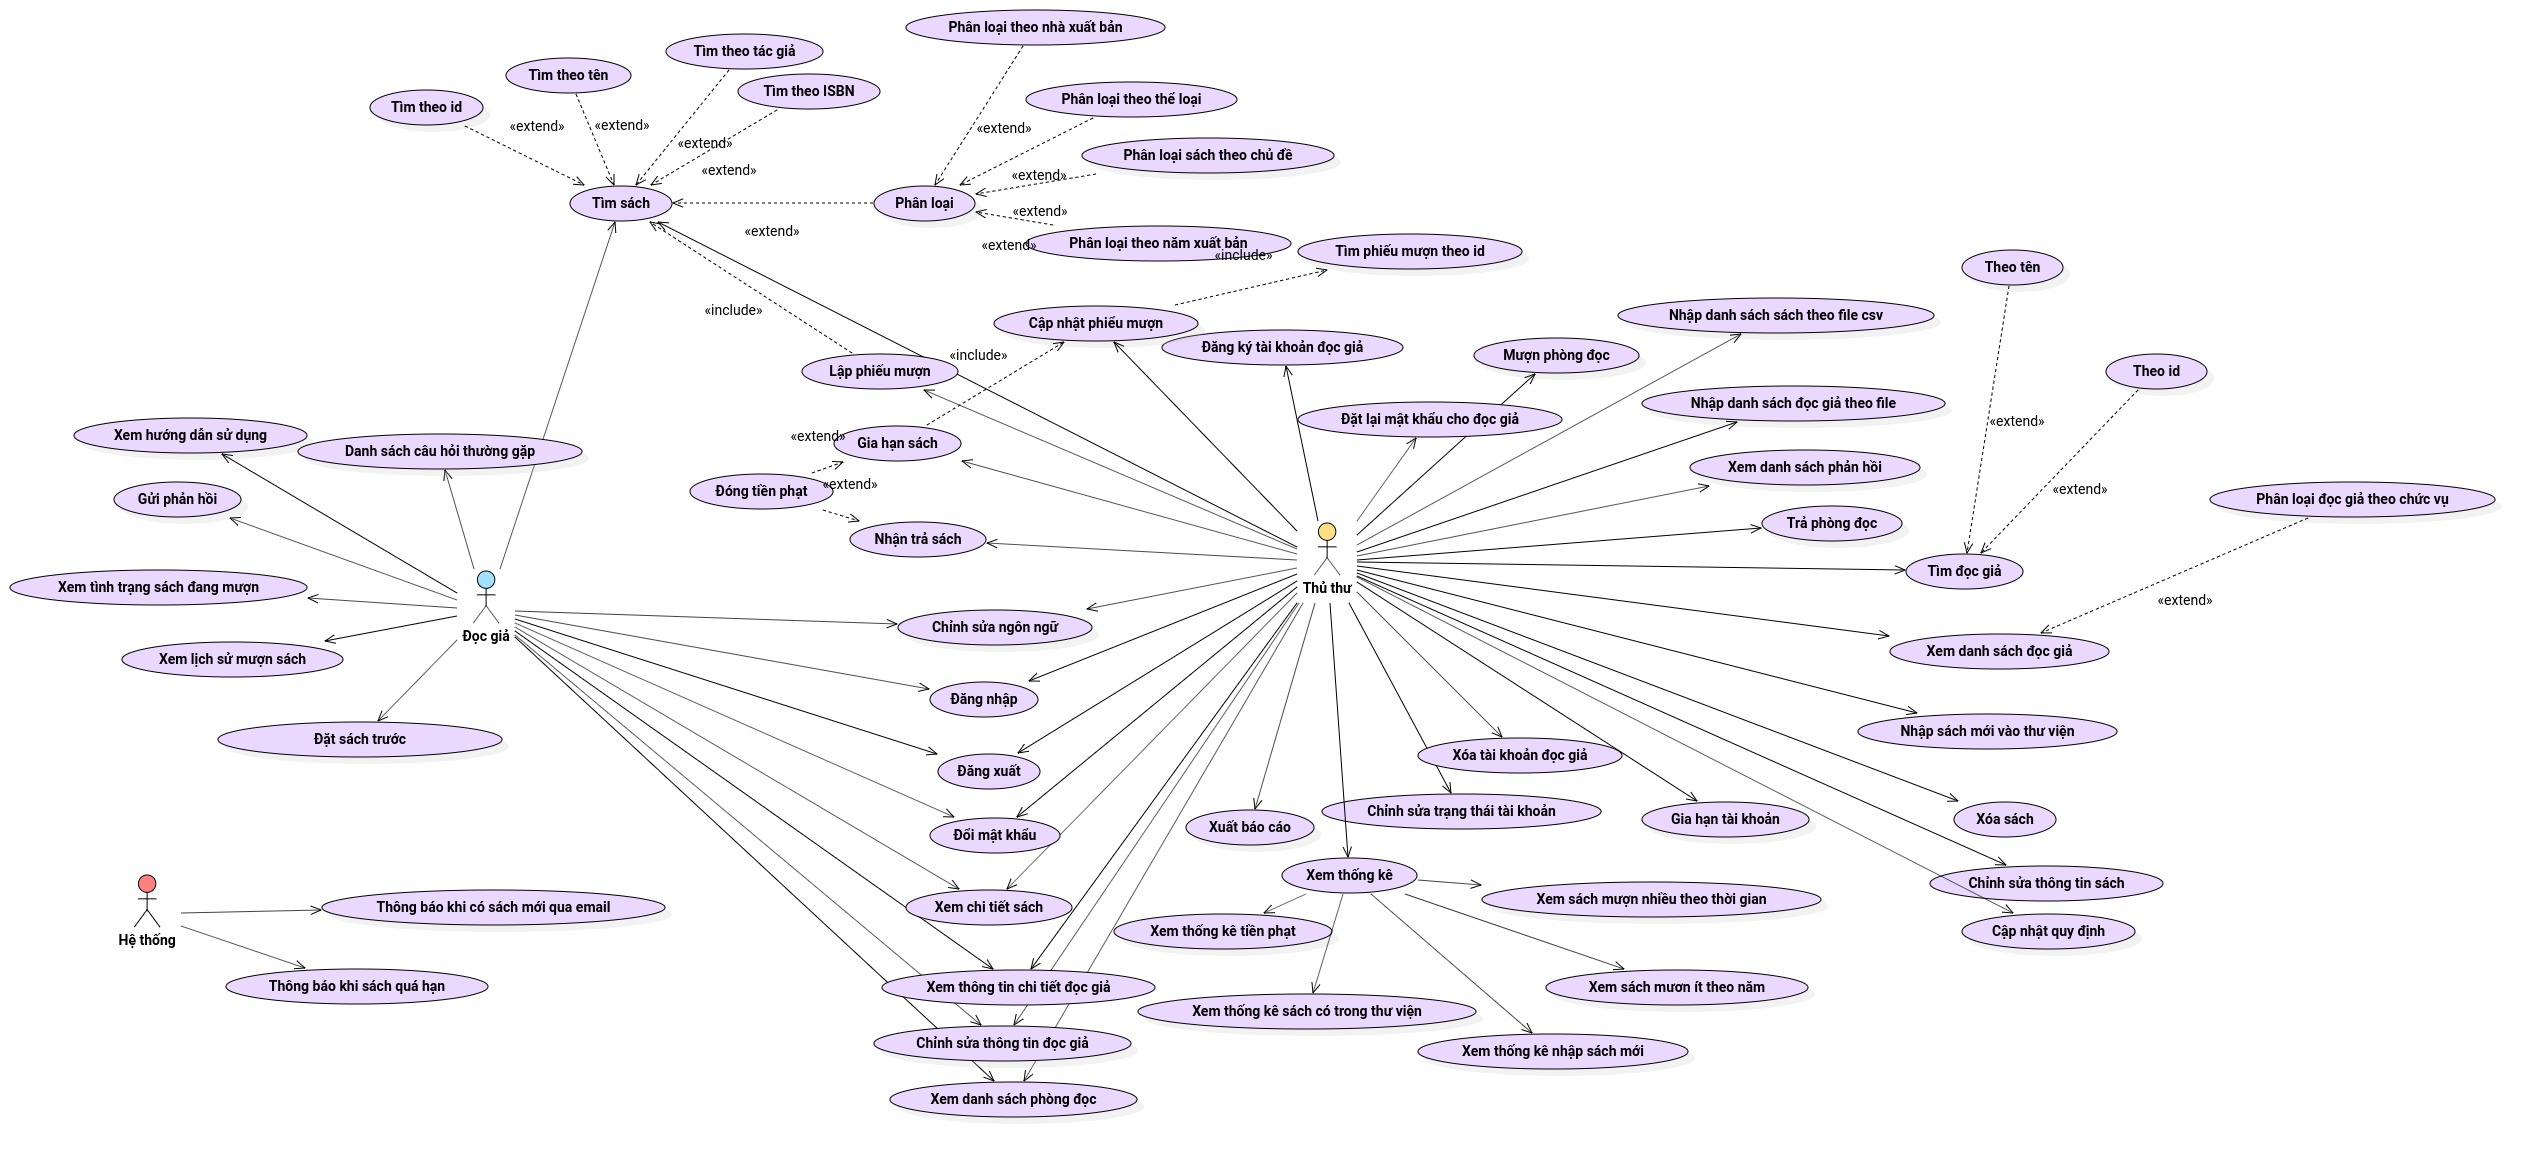 Phân loại theo nhà xuất bản
Tìm theo tác giả
Tìm theo tên
Tìm theo ISBN
Tìm theo id
Phân loại theo thể loại
«extend»
«extend»
«extend»
«extend»
Phân loại sách theo chủ đề
«extend»
«extend»
Tìm sách
Phân loại
«extend»
«extend»
Phân loại theo năm xuất bản
«extend»
«include»
Tìm phiếu mượn theo id
Theo tên
«include»
Cập nhật phiếu mượn
Nhập danh sách sách theo file csv
Đăng ký tài khoản đọc giả
«include»
Mượn phòng đọc
Lập phiếu mượn
Theo id
Nhập danh sách đọc giả theo file
Đặt lại mật khẩu cho đọc giả
«extend»
Xem hướng dẫn sử dụng
«extend»
Gia hạn sách
Danh sách câu hỏi thường gặp
Xem danh sách phản hồi
«extend»
«extend»
Đóng tiền phạt
Gửi phản hồi
Phân loại đọc giả theo chức vụ
Trả phòng đọc
Nhận trả sách
Tìm đọc giả
Xem tình trạng sách đang mượn
Thủ thư
«extend»
Chỉnh sửa ngôn ngữ
Đọc giả
Xem danh sách đọc giả
Xem lịch sử mượn sách
Đăng nhập
Nhập sách mới vào thư viện
Đặt sách trước
Xóa tài khoản đọc giả
Đăng xuất
Chỉnh sửa trạng thái tài khoản
Gia hạn tài khoản
Xóa sách
Xuất báo cáo
Đổi mật khẩu
Xem thống kê
Chỉnh sửa thông tin sách
Xem sách mượn nhiều theo thời gian
Thông báo khi có sách mới qua email
Xem chi tiết sách
Xem thống kê tiền phạt
Cập nhật quy định
Hệ thống
Thông báo khi sách quá hạn
Xem thông tin chi tiết đọc giả
Xem sách mươn ít theo năm
Xem thống kê sách có trong thư viện
Chỉnh sửa thông tin đọc giả
Xem thống kê nhập sách mới
Xem danh sách phòng đọc